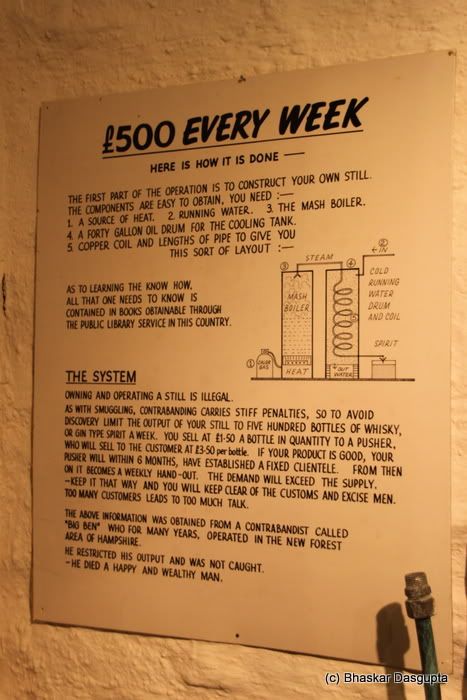 £500 EVERY WEEK
HERE IS HOW IT IS DONE —
THE FIRST PART OF THE OPERATION IS TO CONSTRUCT YOUR OWN STILL.
THE COMPONENTS ARE EASY TO OBTAIN, YOU NEED :—
1. A SOURCE OF HEAT. 2. RUNNING WATER. 3. THE MASH BOILER.
4. A FORTY GALLON OIL DRUM FOR THE COOLING TANK.
5. COPPER COIL AND LENGTHS OF PIPE TO GIVE YOU
THIS SORT OF LAYOUT :—
AS TO LEARNING THE KNOW HOW,
ALL THAT ONE NEEDS TO KNOW IS
CONTAINED IN BOOKS OBTAINABLE THROUGH
THE PUBLIC LIBRARY SERVICE IN THIS COUNTRY.
STEAM
2
IN
3
4
MASH
BOILER
5
COLD
RUNNING
WATER
DRUM
AND COIL
SPIRIT
1
CALOR
GAS
HEAT
OUT
WATER
THE SYSTEM
OWNING AND OPERATING A STILL IS ILLEGAL.
AS WITH SMUGGLING, CONTRABANDING CARRIES STIFF PENALTIES, SO TO AVOID
DISCOVERY LIMIT THE OUTPUT OF YOUR STILL TO FIVE HUNDRED BOTTLES OF WHISKY,
OR GIN TYPE SPIRIT A WEEK. YOU SELL AT £1·50 A BOTTLE IN QUANTITY TO A PUSHER,
WHO WILL SELL TO THE CUSTOMER AT £3·50 per bottle. IF YOUR PRODUCT IS GOOD, YOUR
PUSHER WILL WITHIN 6 MONTHS, HAVE ESTABLISHED A FIXED CLIENTELE. FROM THEN
ON IT BECOMES A WEEKLY HAND-OUT. THE DEMAND WILL EXCEED THE SUPPLY.
—KEEP IT THAT WAY AND YOU WILL KEEP CLEAR OF THE CUSTOMS AND EXCISE MEN.
TOO MANY CUSTOMERS LEADS TO TOO MUCH TALK.
THE ABOVE INFORMATION WAS OBTAINED FROM A CONTRABANDIST CALLED
"BIG BEN" WHO FOR MANY YEARS, OPERATED IN THE NEW FOREST
AREA OF HAMPSHIRE.
HE RESTRICTED HIS OUTPUT AND WAS NOT CAUGHT.
—HE DIED A HAPPY AND WEALTHY MAN.
(c) Bhaskar Dasgupta